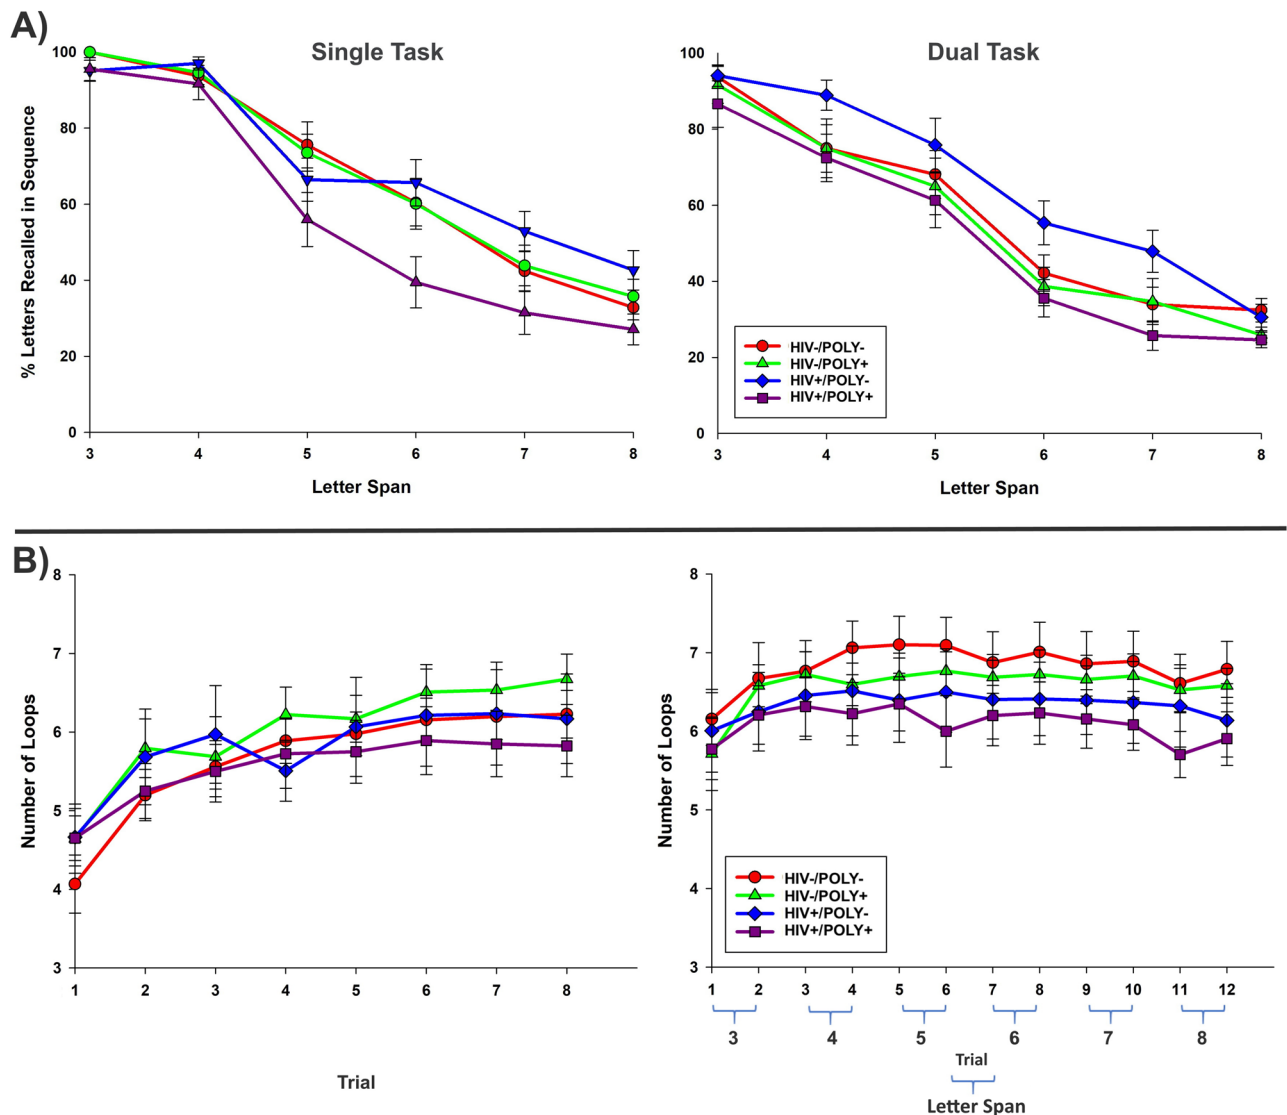 A)
Single Task
Dual Task
% Letters Recalled in Sequence
100
80
60
40
20
0
3 4 5 6 7 8
Letter Span
100
80
60
40
20
0
HIV-/POLY-
HIV-/POLY+
HIV+/POLY-
HIV+/POLY+
3 4 5 6 7 8
Letter Span
B)
Number of Loops
8
7
6
5
4
3
1 2 3 4 5 6 7 8
Trial
Number of Loops
8
7
6
5
4
3
HIV-/POLY-
HIV-/POLY+
HIV+/POLY-
HIV+/POLY+
1 2 3 4 5 6 7 8 9 10 11 12
3 4 5 6 7 8
Trial
Letter Span